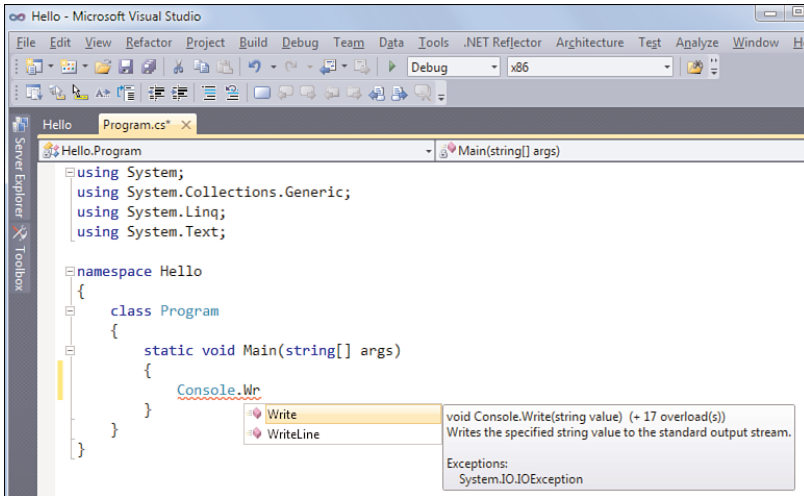 Hello - Microsoft Visual Studio
File Edit View Refactor Project Build Debug Team Data Tools .NET Reflector Architecture Test Analyze Window
Debug x86
Hello Program.cs*
Server Explorer
Toolbox
Hello.Program Main(string[] args)
using System;
using System.Collections.Generic;
using System.Linq;
using System.Text;
namespace Hello
{
class Program
{
static void Main(string[] args)
{
Console.Wr
}
}
}
Write
WriteLine
void Console.Write(string value) (+ 17 overload(s))
Writes the specified string value to the standard output stream.
Exceptions:
System.IO.IOException